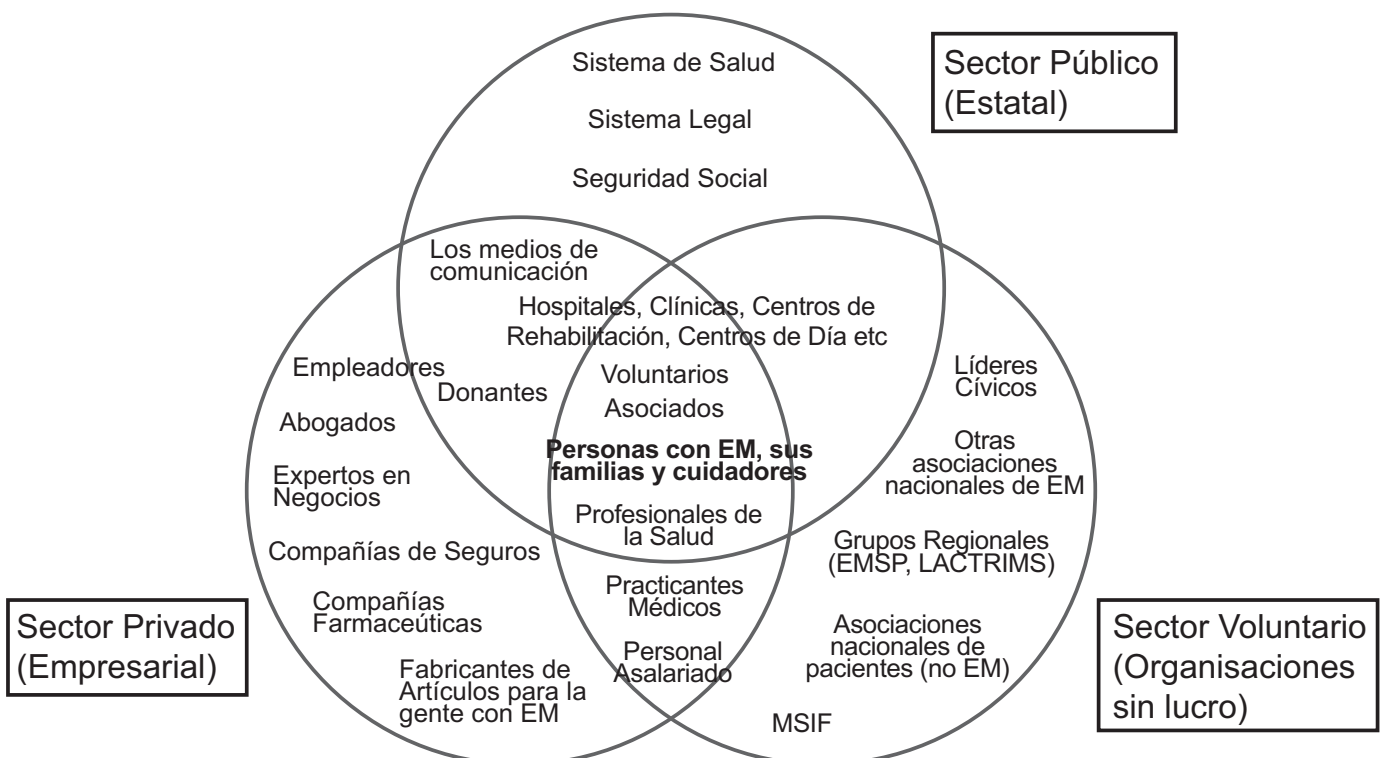 Sistema de Salud
Sector Público
(Estatal)
Sistema Legal
Seguridad Social
Los medios de
comunicación
Hospitales, Clínicas, Centros de
Rehabilitación, Centros de Día etc
Empleadores
Donantes
Voluntarios
Asociados
Líderes
Cívicos
Abogados
Personas con EM, sus
familias y cuidadores
Otras
asociaciones
nacionales de EM
Expertos en
Negocios
Profesionales de
la Salud
Compañías de Seguros
Grupos Regionales
(EMSP, LACTRIMS)
Practicantes
Médicos
Compañías
Farmaceúticas
Sector Privado
(Empresarial)
Asociaciones
nacionales de
pacientes (no EM)
Sector Voluntario
(Organisaciones
sin lucro)
Personal
Asalariado
Fabricantes de
Artículos para la
gente con EM
MSIF